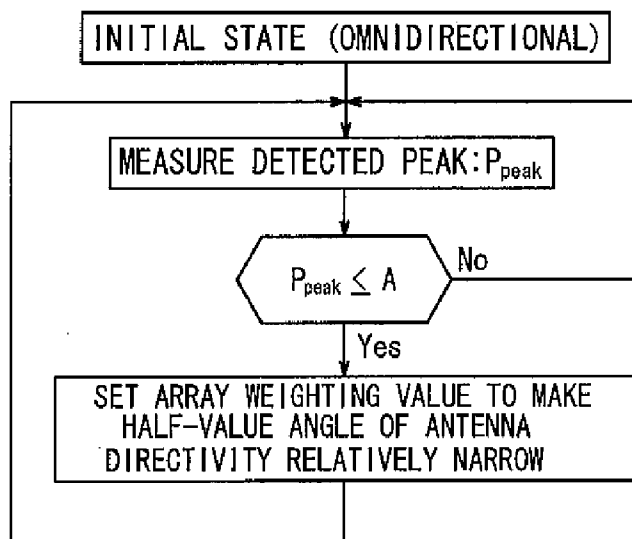 INITIAL STATE (OMNIDIRECTIONAL)
MEASURE DETECTED PEAK:Ppeak
Ppeak ≤ A
No
Yes
SET ARRAY WEIGHTING VALUE TO MAKE
HALF-VALUE ANGLE OF ANTENNA
DIRECTIVITY RELATIVELY NARROW